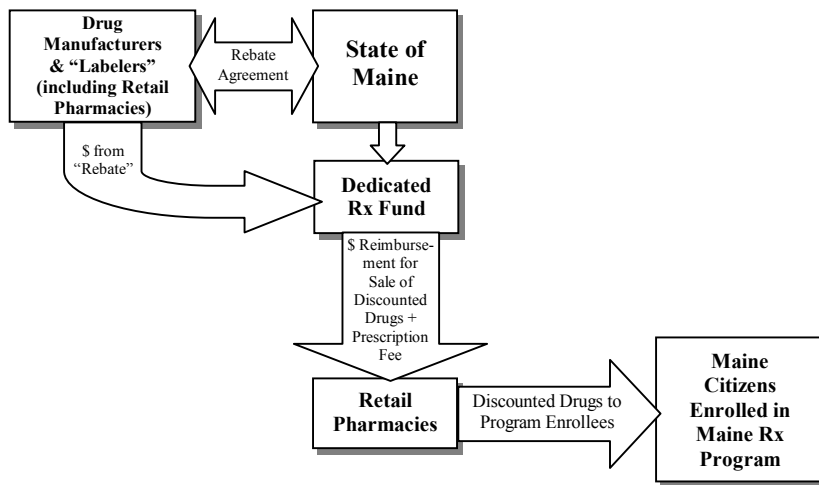 Drug
Manufacturers
& “Labelers”
(including Retail
Pharmacies)
Rebate
Agreement
State of
Maine
$ from
“Rebate”
Dedicated
Rx Fund
$ Reimburse-
ment for
Sale of
Discounted
Drugs +
Prescription
Fee
Retail
Pharmacies
Discounted Drugs to
Program Enrollees
Maine
Citizens
Enrolled in
Maine Rx
Program